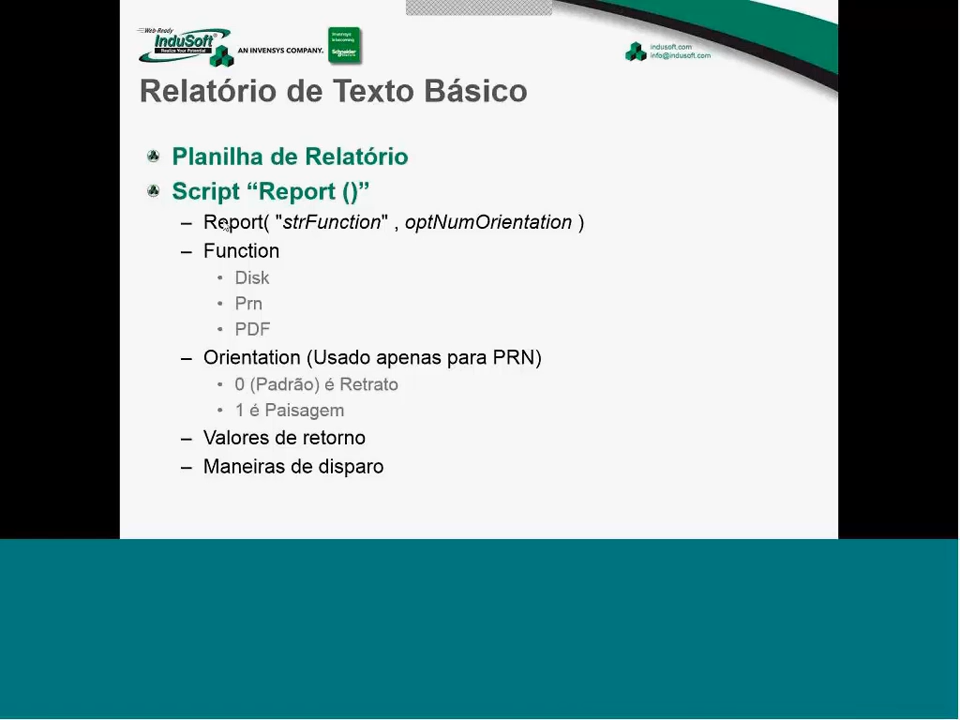 Web-Ready
InduSoft
Realize Your Potential
AN INVENSYS COMPANY.
Invensys
Schneider
indusoft.com
info@indusoft.com
Relatório de Texto Básico
Planilha de Relatório
Script “Report ()”
– Report( "strFunction" , optNumOrientation )
– Function
• Disk
• Prn
• PDF
– Orientation (Usado apenas para PRN)
• 0 (Padrão) é Retrato
• 1 é Paisagem
– Valores de retorno
– Maneiras de disparo